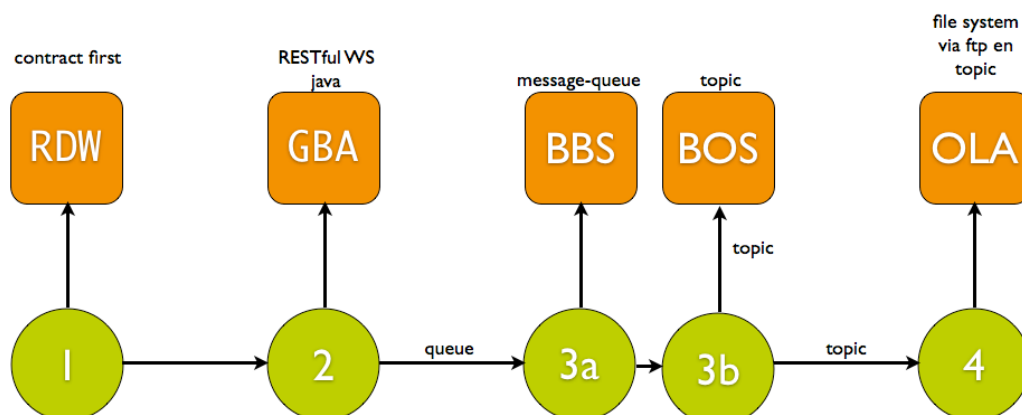 contract first
RESTful WS
java
message-queue
topic
file system
via ftp en
topic
RDW
GBA
BBS
BOS
OLA
topic
1
2
queue
3a
3b
topic
4